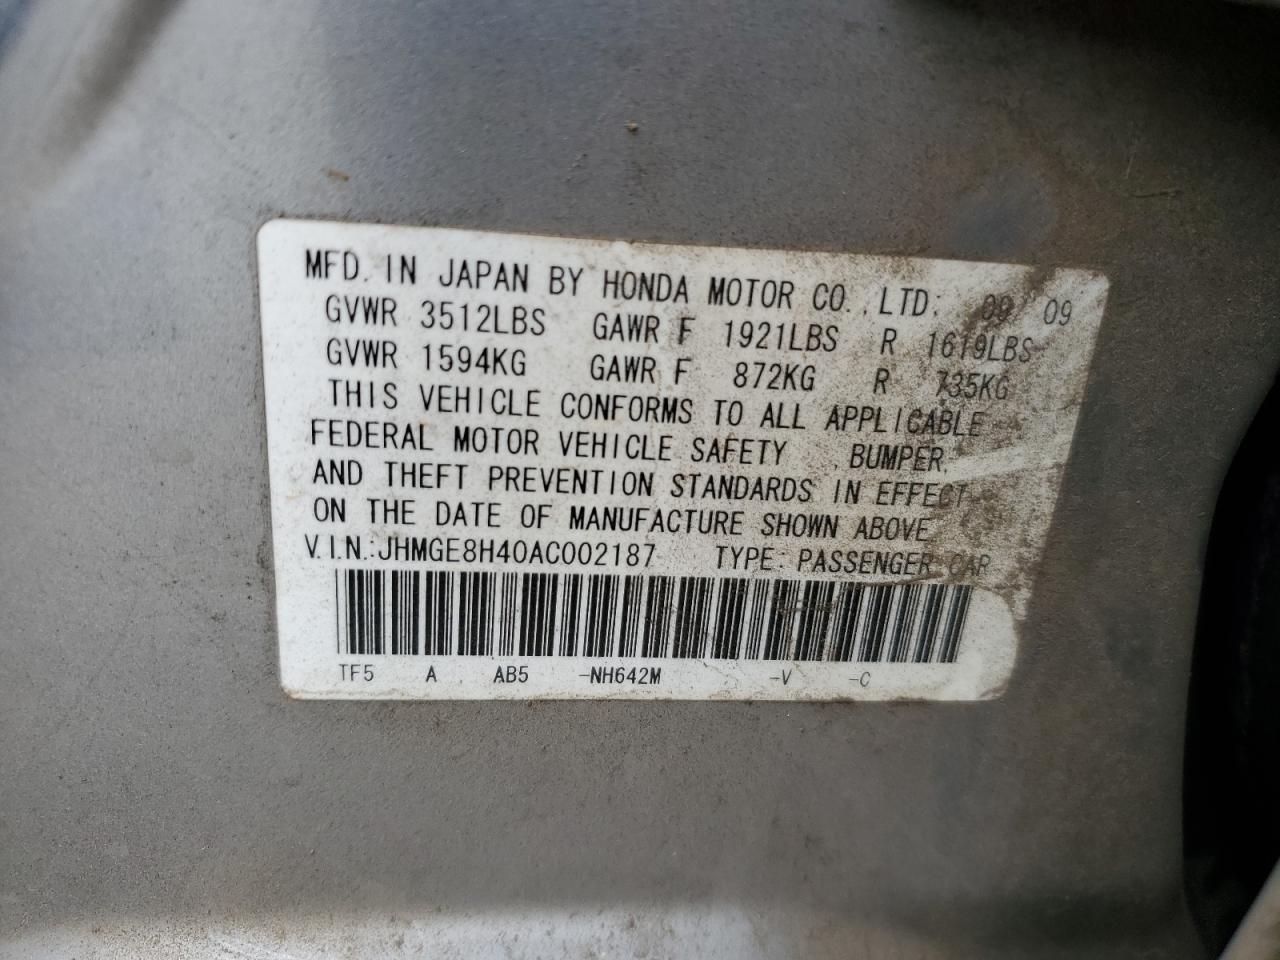 MFD. IN JAPAN BY HONDA MOTOR CO., LTD: 09/09
GVWR 3512LBS GAWR F 1921LBS R 1619LBS
GVWR 1594KG GAWR F 872KG R 735KG
THIS VEHICLE CONFORMS TO ALL APPLICABLE
FEDERAL MOTOR VEHICLE SAFETY , BUMPER,
AND THEFT PREVENTION STANDARDS IN EFFECT
ON THE DATE OF MANUFACTURE SHOWN ABOVE
V.I.N.:JHMGE8H40AC002187 TYPE: PASSENGER CAR
TF5 A AB5 -NH642M -V -C